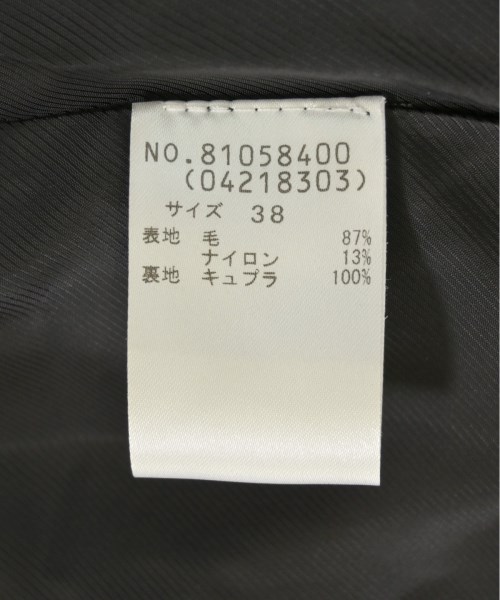 NO.81058400
(04218303)
サイズ 38
表地 毛 87%
ナイロン 13%
裏地 キュプラ 100%